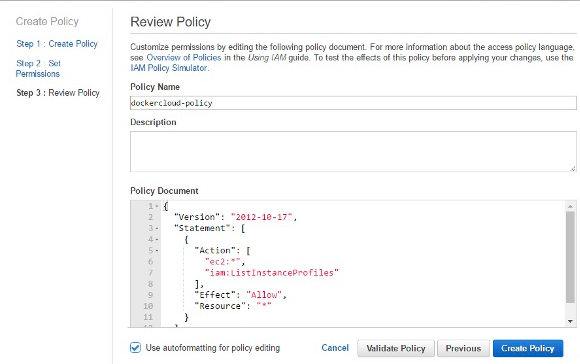 Create Policy
Step 1 : Create Policy
Step 2 : Set
Permissions
Step 3 : Review Policy
Review Policy
Customize permissions by editing the following policy document. For more information about the access policy language,
see Overview of Policies in the Using IAM guide. To test the effects of this policy before applying your changes, use the
IAM Policy Simulator.
Policy Name
dockercloud-policy
Description
Policy Document
1 {
2 "Version": "2012-10-17",
3 "Statement": [
4 {
5 "Action": [
6 "ec2:*",
7 "iam:ListInstanceProfiles"
8 ],
9 "Effect": "Allow",
10 "Resource": "*"
11 }
Use autoformatting for policy editing
Cancel
Validate Policy
Previous
Create Policy